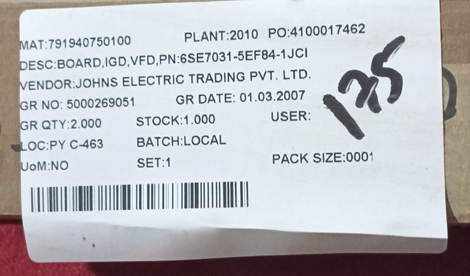 MAT:791940750100 PLANT:2010 PO:4100017462
DESC:BOARD,IGD,VFD,PN:6SE7031-5EF84-1JCI
VENDOR:JOHNS ELECTRIC TRADING PVT. LTD.
GR NO: 5000269051 GR DATE: 01.03.2007
GR QTY:2.000 STOCK:1.000 USER:
LOC:PY C-463 BATCH:LOCAL
UoM:NO SET:1 PACK SIZE:0001
135